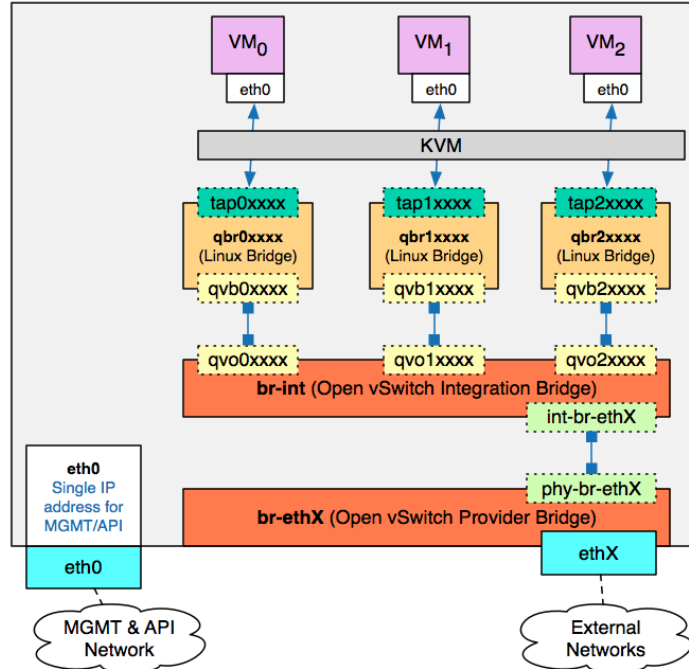 VM0
VM1
VM2
eth0
eth0
eth0
KVM
tap0xxxx
tap1xxxx
tap2xxxx
qbr0xxxx
(Linux Bridge)
qbr1xxxx
(Linux Bridge)
qbr2xxxx
(Linux Bridge)
qvb0xxxx
qvb1xxxx
qvb2xxxx
qvo0xxxx
qvo1xxxx
qvo2xxxx
br-int (Open vSwitch Integration Bridge)
int-br-ethX
eth0
Single IP
address for
MGMT/API
phy-br-ethX
br-ethX (Open vSwitch Provider Bridge)
eth0
ethX
MGMT & API
Network
External
Networks